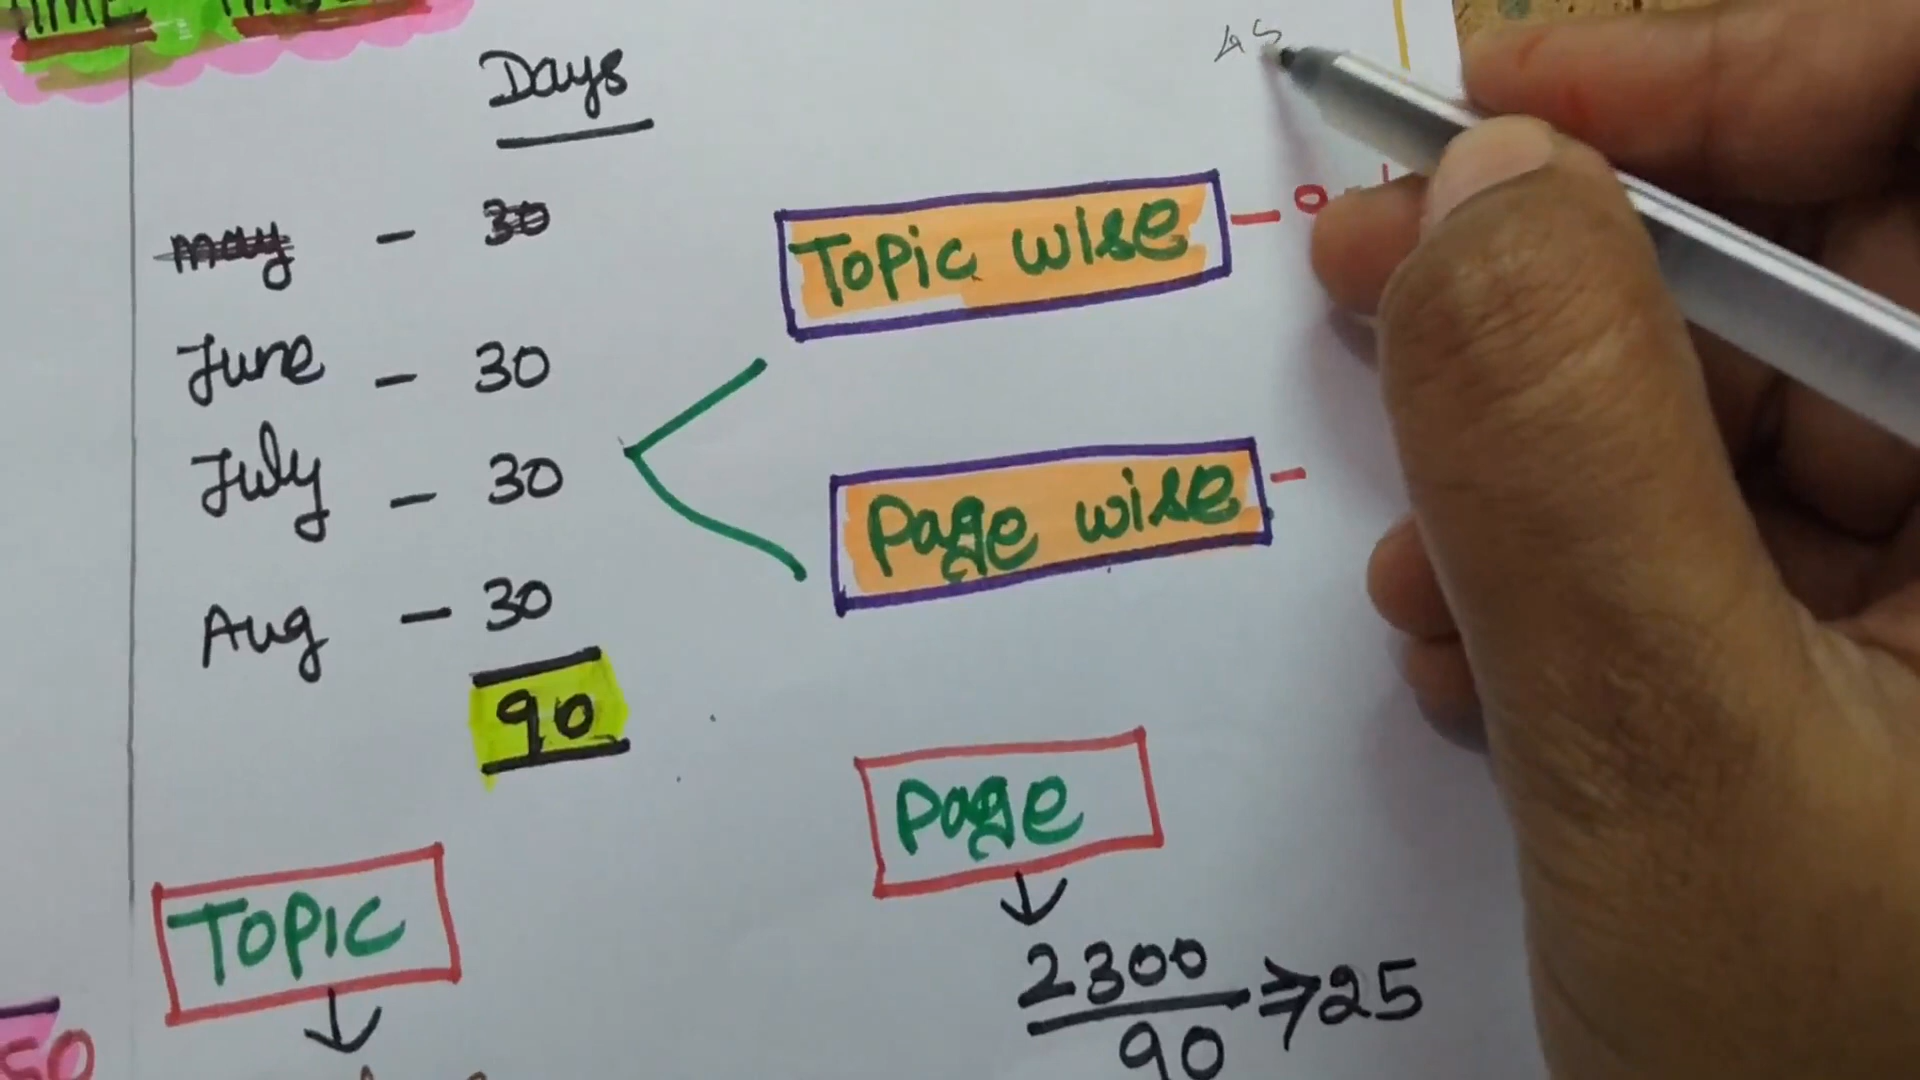 Days
may - 30
June - 30
July - 30
Aug - 30
90
Topic wise -
Page wise -
Page
2300
90
⇒ 25
Topic
50